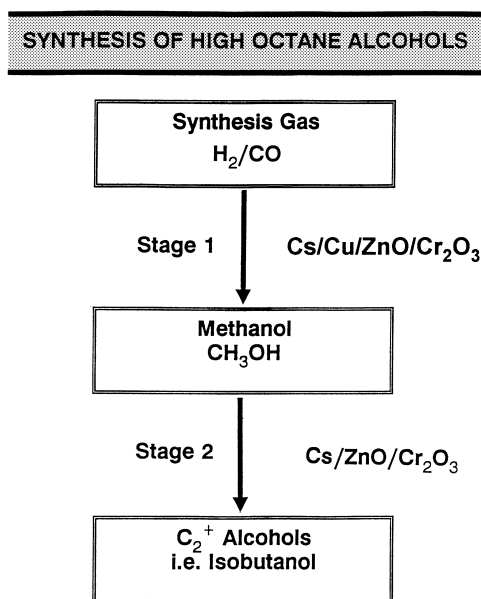 SYNTHESIS OF HIGH OCTANE ALCOHOLS
Synthesis Gas
H₂/CO
Stage 1
Cs/Cu/ZnO/Cr₂O₃
Methanol
CH₃OH
Stage 2
Cs/ZnO/Cr₂O₃
C₂⁺ Alcohols
i.e. Isobutanol